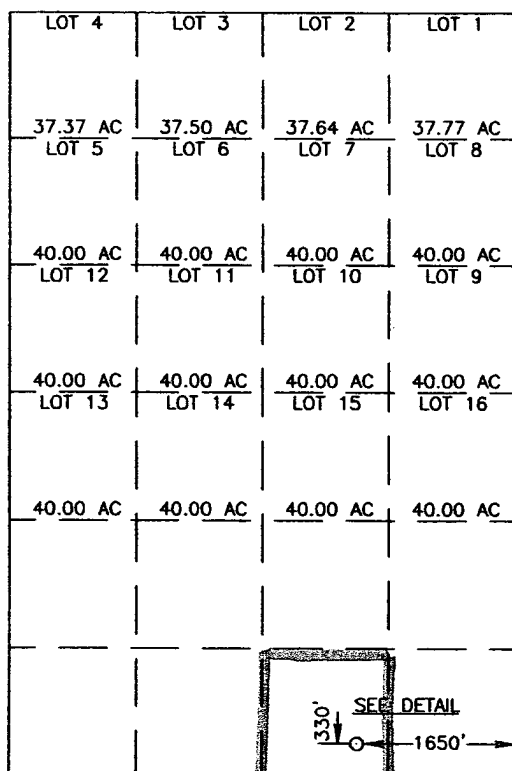 LOT 4 LOT 3 LOT 2 LOT 1
37.37 AC 37.50 AC 37.64 AC 37.77 AC
LOT 5 LOT 6 LOT 7 LOT 8
40.00 AC 40.00 AC 40.00 AC 40.00 AC
LOT 12 LOT 11 LOT 10 LOT 9
40.00 AC 40.00 AC 40.00 AC 40.00 AC
LOT 13 LOT 14 LOT 15 LOT 16
40.00 AC 40.00 AC 40.00 AC 40.00 AC
SEE DETAIL
330'
1650'